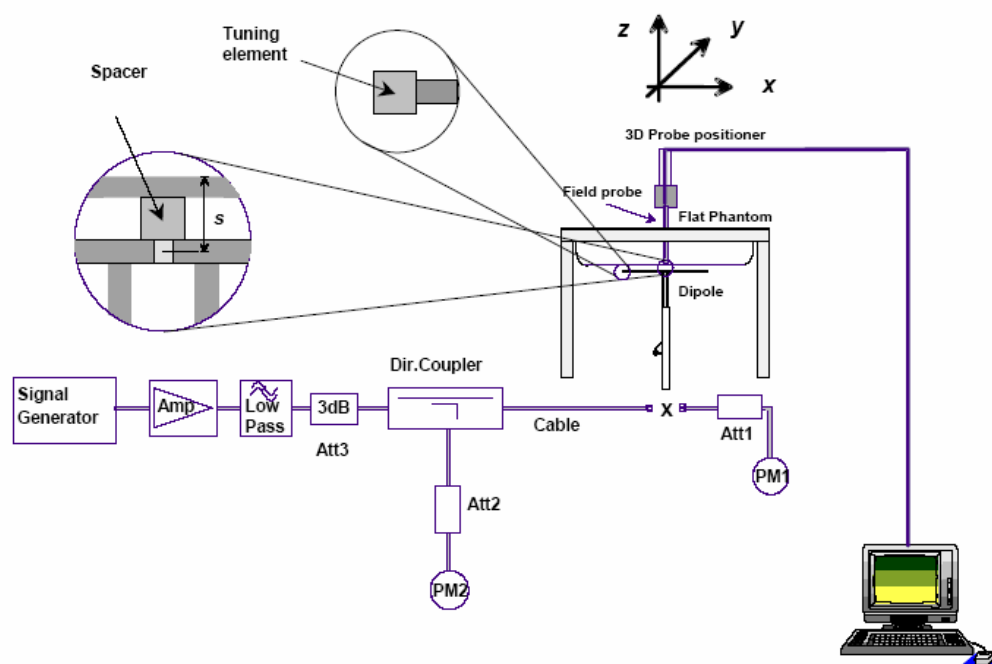 Tuning
element
Spacer
s
z
y
x
3D Probe positioner
Field probe
Flat Phantom
Dipole
Dir.Coupler
Signal
Generator
Amp
Low
Pass
3dB
Att3
Cable
X
Att1
PM1
Att2
PM2